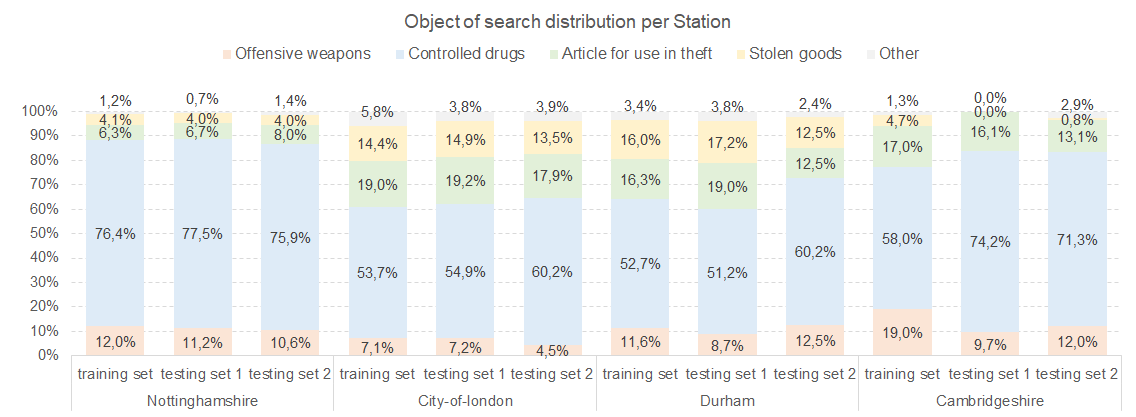 Object of search distribution per Station
Offensive weapons Controlled drugs Article for use in theft Stolen goods Other
1,2% 0,7% 1,4% 5,8% 3,8% 3,9% 3,4% 3,8% 2,4% 1,3% 0,0% 2,9%
100% 4,1% 4,0% 4,0% 0,0% 0,8%
90% 6,3% 6,7% 8,0% 14,4% 14,9% 13,5% 16,0% 17,2% 12,5% 4,7% 16,1% 13,1%
80% 17,0%
70% 19,0% 19,2% 17,9% 16,3% 19,0% 12,5%
60%
50% 76,4% 77,5% 75,9% 58,0% 74,2% 71,3%
40% 53,7% 54,9% 60,2% 52,7% 51,2% 60,2%
30%
20%
10% 12,0% 11,2% 10,6% 7,1% 7,2% 4,5% 11,6% 8,7% 12,5% 19,0% 9,7% 12,0%
0%
training set testing set 1 testing set 2 training set testing set 1 testing set 2 training set testing set 1 testing set 2 training set testing set 1 testing set 2
Nottinghamshire City-of-london Durham Cambridgeshire